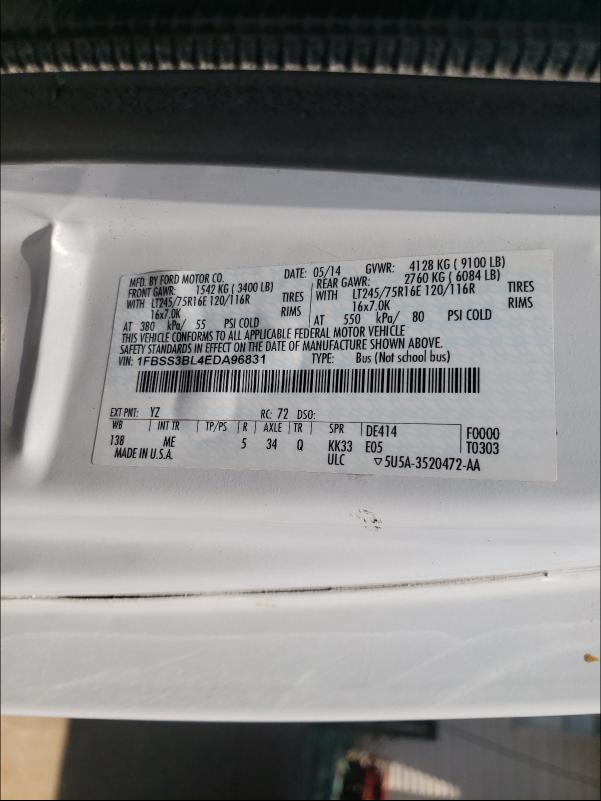 MFD. BY FORD MOTOR CO. DATE: 05/14 GVWR: 4128 KG ( 9100 LB)
FRONT GAWR: 1542 KG ( 3400 LB) REAR GAWR: 2760 KG ( 6084 LB)
WITH LT245/75R16E 120/116R TIRES WITH LT245/75R16E 120/116R TIRES
16x7.0K RIMS 16x7.0K RIMS
AT 380 kPa/ 55 PSI COLD AT 550 kPa/ 80 PSI COLD
THIS VEHICLE CONFORMS TO ALL APPLICABLE FEDERAL MOTOR VEHICLE
SAFETY STANDARDS IN EFFECT ON THE DATE OF MANUFACTURE SHOWN ABOVE.
VIN: 1FBSS3BL4EDA96831 TYPE: Bus (Not school bus)
EXT PNT: YZ RC: 72 DSO:
WB INT TR TP/PS R AXLE TR SPR DE414 F0000
138 ME 5 34 Q KK33 E05 T0303
MADE IN U.S.A. ULC ▽5U5A-3520472-AA